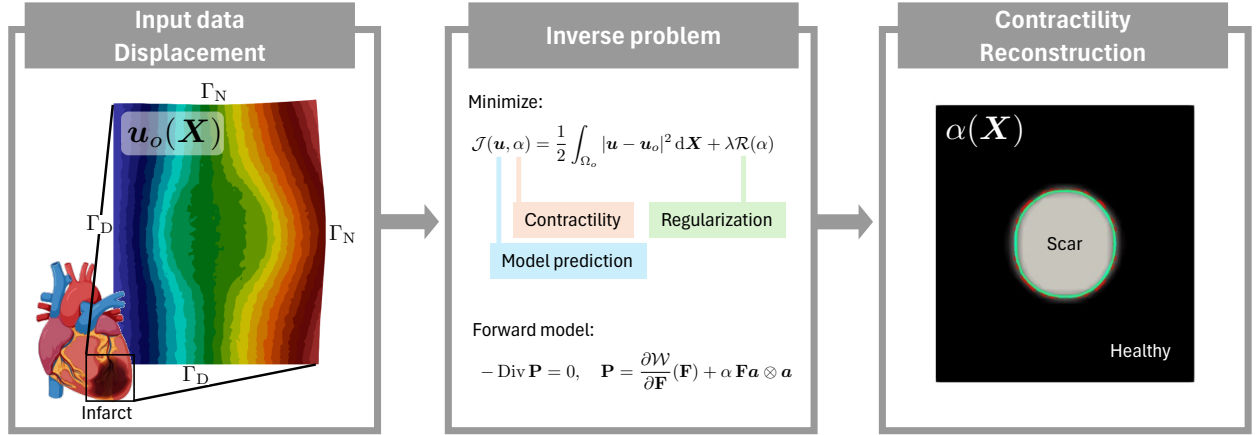 Input data
Displacement
Γ_N
u_o(X)
Γ_D
Γ_N
Γ_D
Infarct
Inverse problem
Minimize:
𝒥(u, α) = 1/2 ∫_{Ω_o} |u − u_o|² dX + λℛ(α)
Contractility
Regularization
Model prediction
Forward model:
− Div P = 0, P = ∂𝒲/∂F (F) + α Fa ⊗ a
Contractility
Reconstruction
α(X)
Scar
Healthy